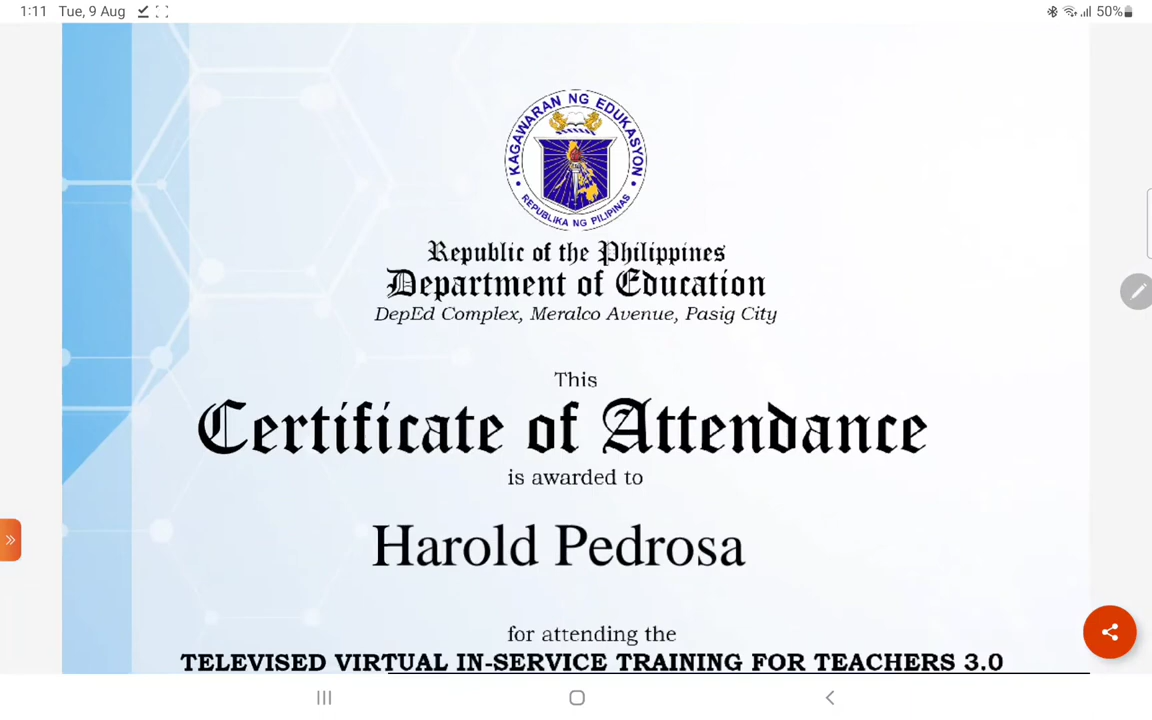 1:11 Tue, 9 Aug
50%
KAGAWARAN NG EDUKASYON
REPUBLIKA NG PILIPINAS
Republic of the Philippines
Department of Education
DepEd Complex, Meralco Avenue, Pasig City
This
Certificate of Attendance
is awarded to
Harold Pedrosa
for attending the
TELEVISED VIRTUAL IN-SERVICE TRAINING FOR TEACHERS 3.0